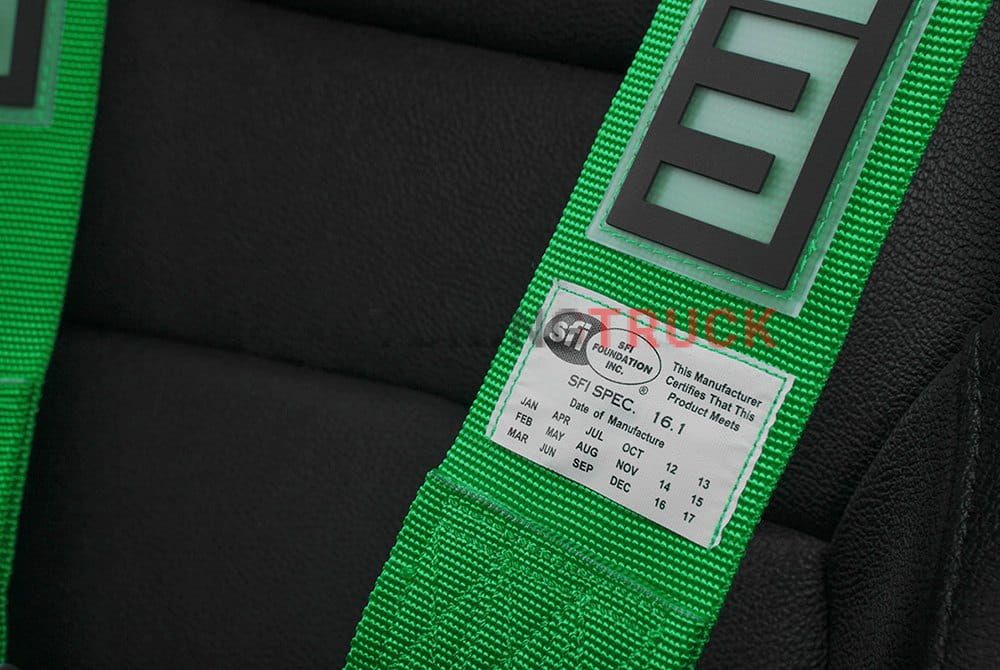 E
TRUCK
sfi
SFI
FOUNDATION
INC.
®
This Manufacturer
Certifies That This
Product Meets
SFI SPEC. 16.1
Date of Manufacture
JAN APR JUL OCT 12 13
FEB MAY AUG NOV 14 15
MAR JUN SEP DEC 16 17